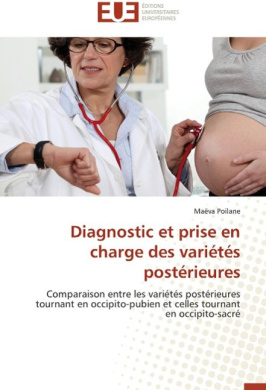 EUE
ÉDITIONS
UNIVERSITAIRES
EUROPÉENNES
Maëva Poilane
Diagnostic et prise en
charge des variétés
postérieures
Comparaison entre les variétés postérieures
tournant en occipito-pubien et celles tournant
en occipito-sacré